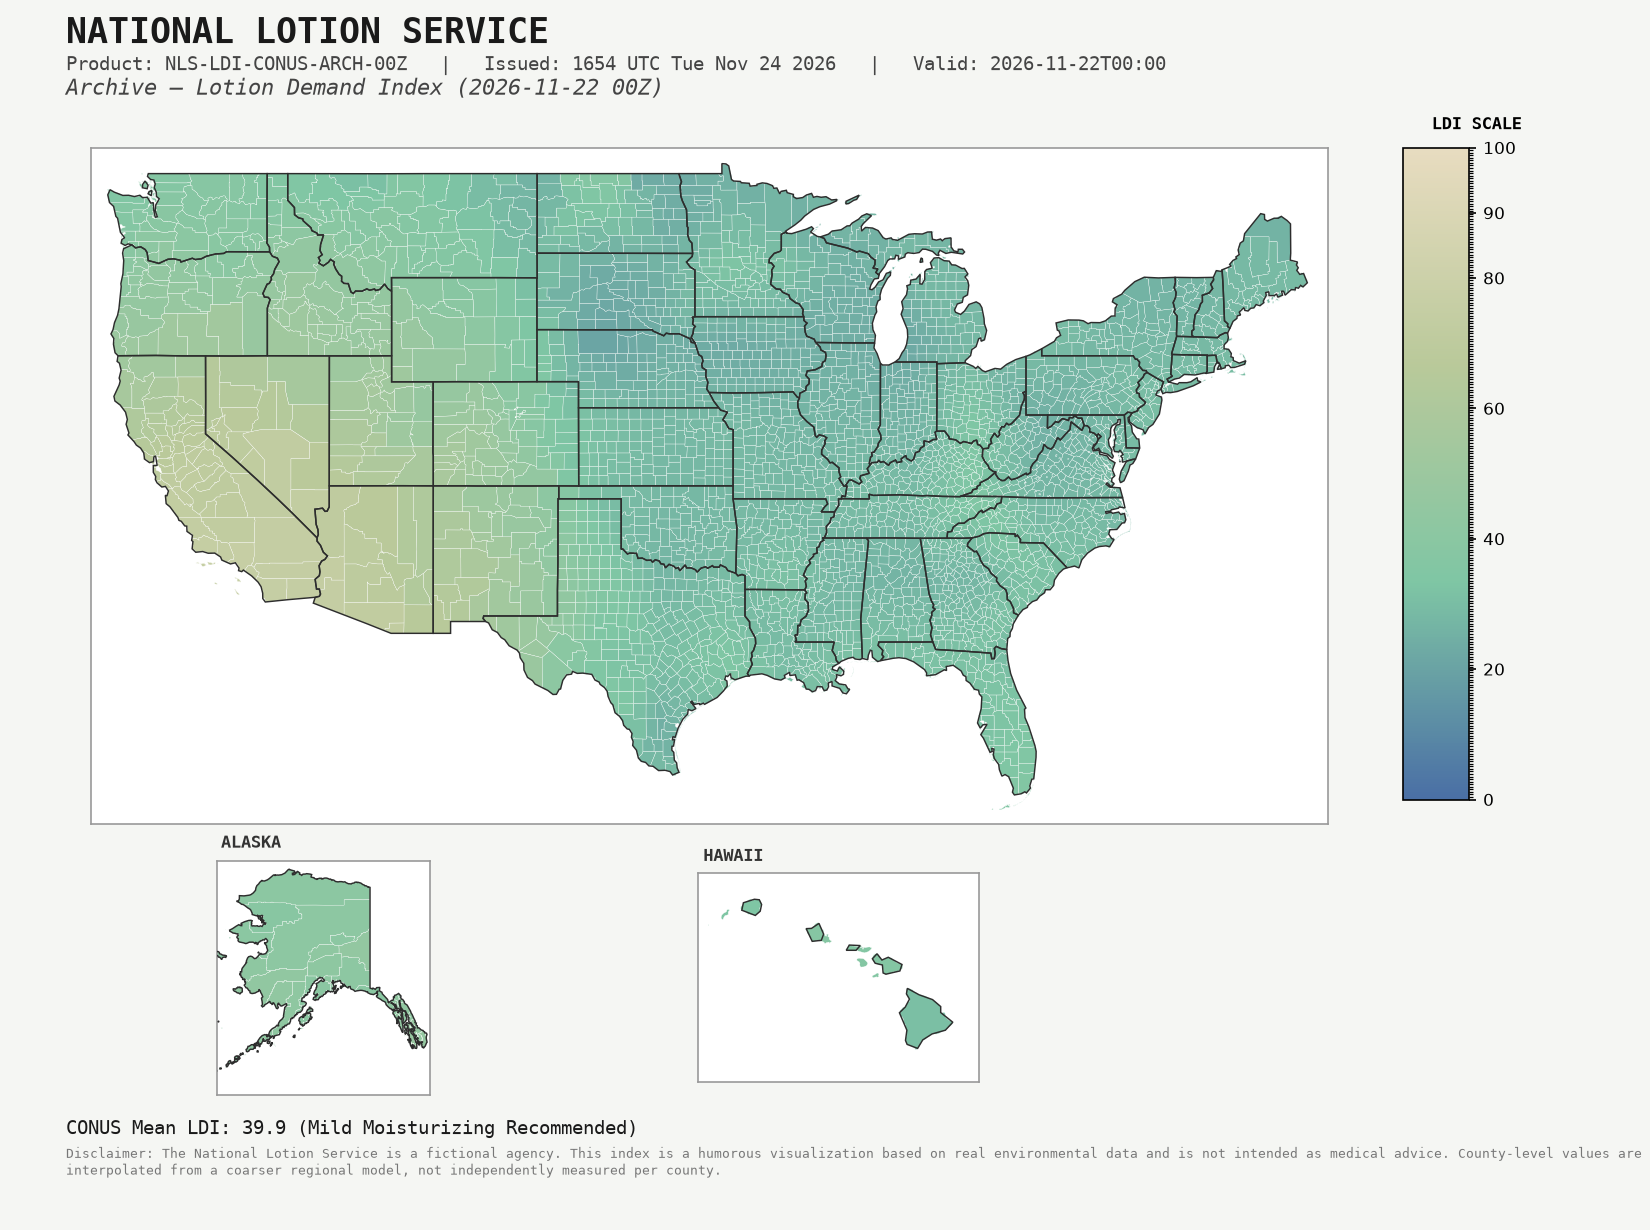 NATIONAL LOTION SERVICE
Product: NLS-LDI-CONUS-ARCH-00Z | Issued: 1654 UTC Tue Nov 24 2026 | Valid: 2026-11-22T00:00
Archive — Lotion Demand Index (2026-11-22 00Z)
LDI SCALE
100
90
80
60
40
20
0
ALASKA
HAWAII
CONUS Mean LDI: 39.9 (Mild Moisturizing Recommended)
Disclaimer: The National Lotion Service is a fictional agency. This index is a humorous visualization based on real environmental data and is not intended as medical advice. County-level values are
interpolated from a coarser regional model, not independently measured per county.